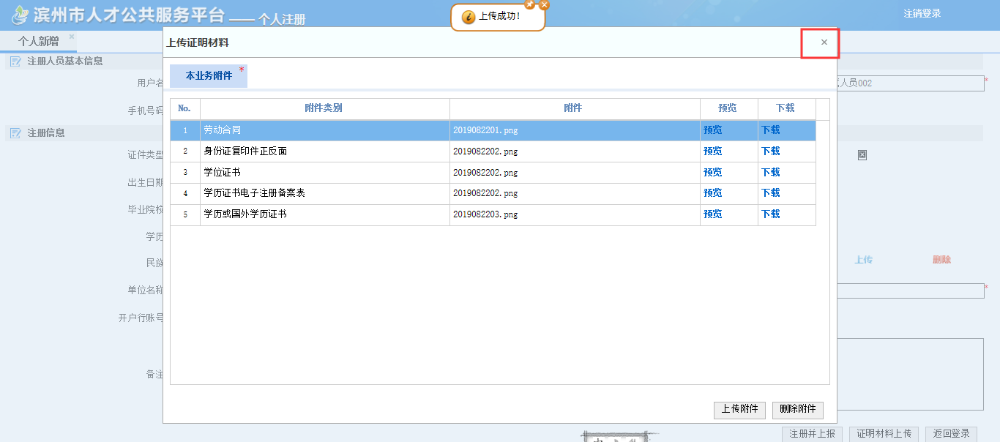 滨州市人才公共服务平台 —— 个人注册
上传成功!
注销登录
个人新增 ×
上传证明材料 ×
注册人员基本信息
本业务附件 *
用户名
人员002 *
手机号码
No. 附件类别 附件 预览 下载
1 劳动合同 2019082201.png 预览 下载
2 身份证复印件正反面 2019082202.png 预览 下载
3 学位证书 2019082202.png 预览 下载
4 学历证书电子注册备案表 2019082202.png 预览 下载
5 学历或国外学历证书 2019082203.png 预览 下载
注册信息
证件类型
出生日期
毕业院校
学历
民族
上传 删除
单位名称 *
开户行账号
备注
上传附件 删除附件
注册并上报 证明材料上传 返回登录